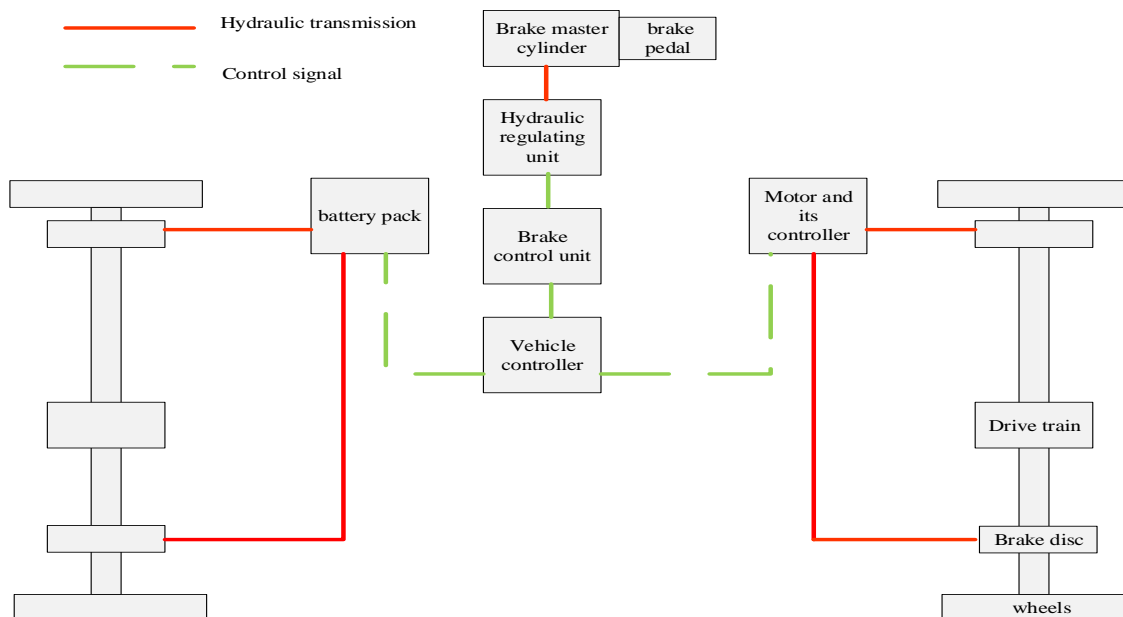 Hydraulic transmission
Control signal
Brake master
cylinder
brake
pedal
Hydraulic
regulating
unit
battery pack
Brake
control unit
Motor and
its
controller
Vehicle
controller
Drive train
Brake disc
wheels